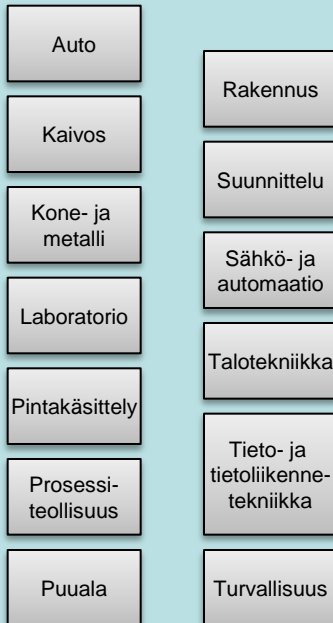 Auto
Kaivos
Kone- ja
metalli
Laboratorio
Pintakäsittely
Prosessi-
teollisuus
Puuala
Rakennus
Suunnittelu
Sähkö- ja
automaatio
Talotekniikka
Tieto- ja
tietoliikenne-
tekniikka
Turvallisuus